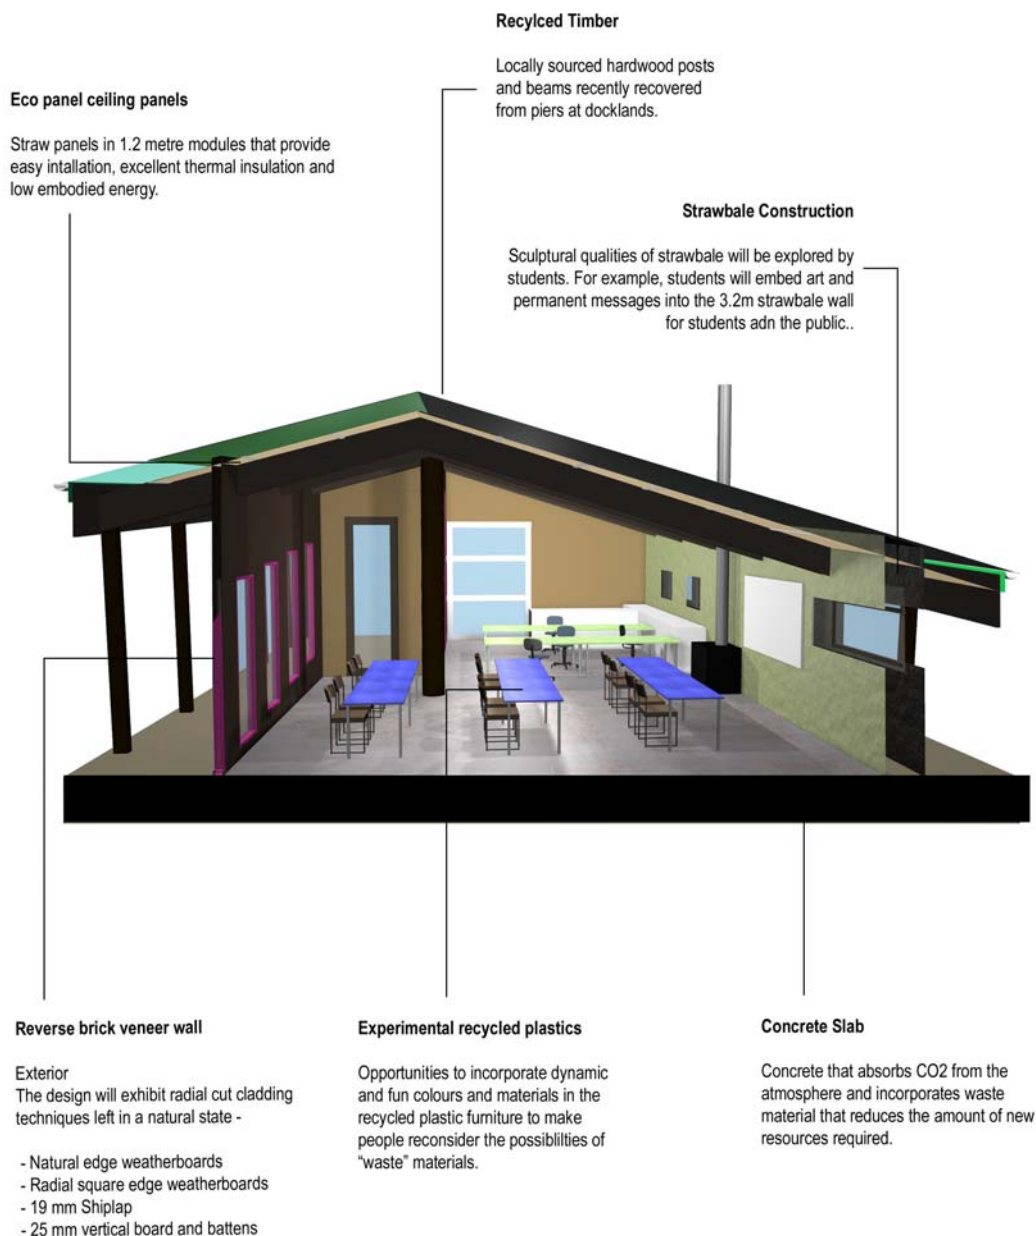 Recylced Timber
Locally sourced hardwood posts
and beams recently recovered
from piers at docklands.
Eco panel ceiling panels
Straw panels in 1.2 metre modules that provide
easy intallation, excellent thermal insulation and
low embodied energy.
Strawbale Construction
Sculptural qualities of strawbale will be explored by
students. For example, students will embed art and
permanent messages into the 3.2m strawbale wall
for students adn the public..
Reverse brick veneer wall
Exterior
The design will exhibit radial cut cladding
techniques left in a natural state -
- Natural edge weatherboards
- Radial square edge weatherboards
- 19 mm Shiplap
- 25 mm vertical board and battens
Experimental recycled plastics
Opportunities to incorporate dynamic
and fun colours and materials in the
recycled plastic furniture to make
people reconsider the possiblilties of
“waste” materials.
Concrete Slab
Concrete that absorbs CO2 from the
atmosphere and incorporates waste
material that reduces the amount of new
resources required.